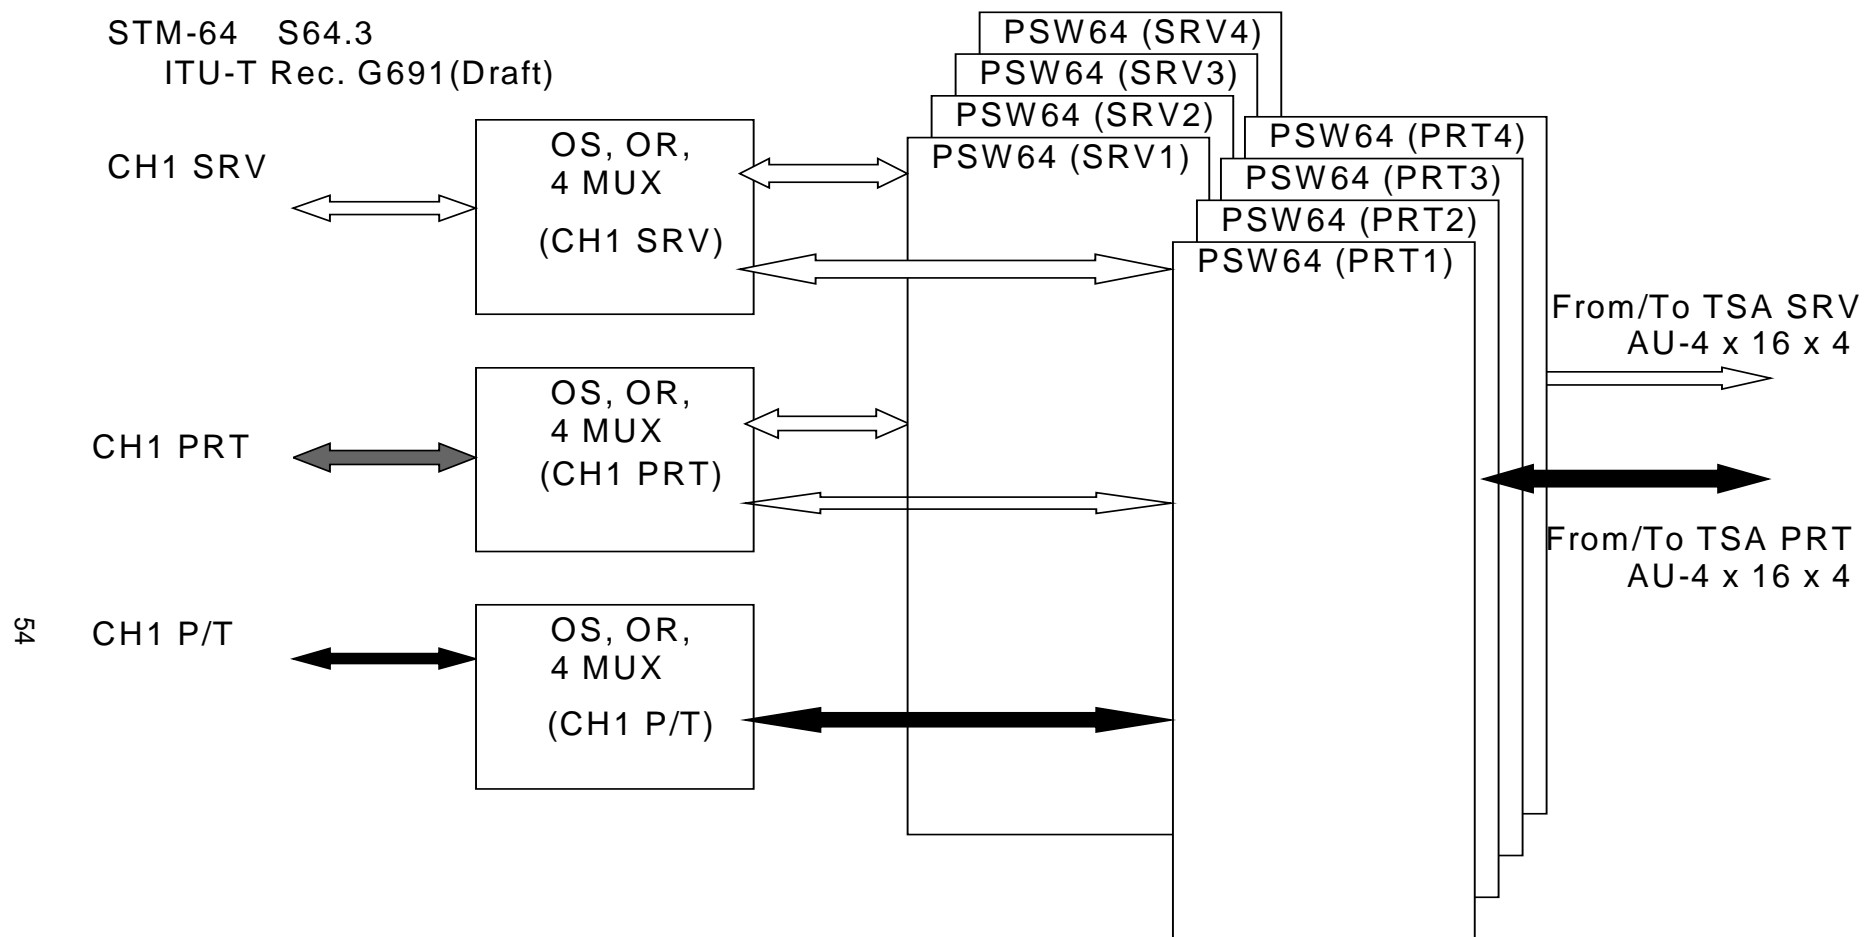 STM-64 S64.3
ITU-T Rec. G691(Draft)
PSW64 (SRV4)
PSW64 (SRV3)
PSW64 (SRV2)
PSW64 (SRV1)
PSW64 (PRT4)
PSW64 (PRT3)
PSW64 (PRT2)
PSW64 (PRT1)
CH1 SRV
OS, OR,
4 MUX
(CH1 SRV)
From/To TSA SRV
AU-4 x 16 x 4
CH1 PRT
OS, OR,
4 MUX
(CH1 PRT)
From/To TSA PRT
AU-4 x 16 x 4
CH1 P/T
OS, OR,
4 MUX
(CH1 P/T)
54